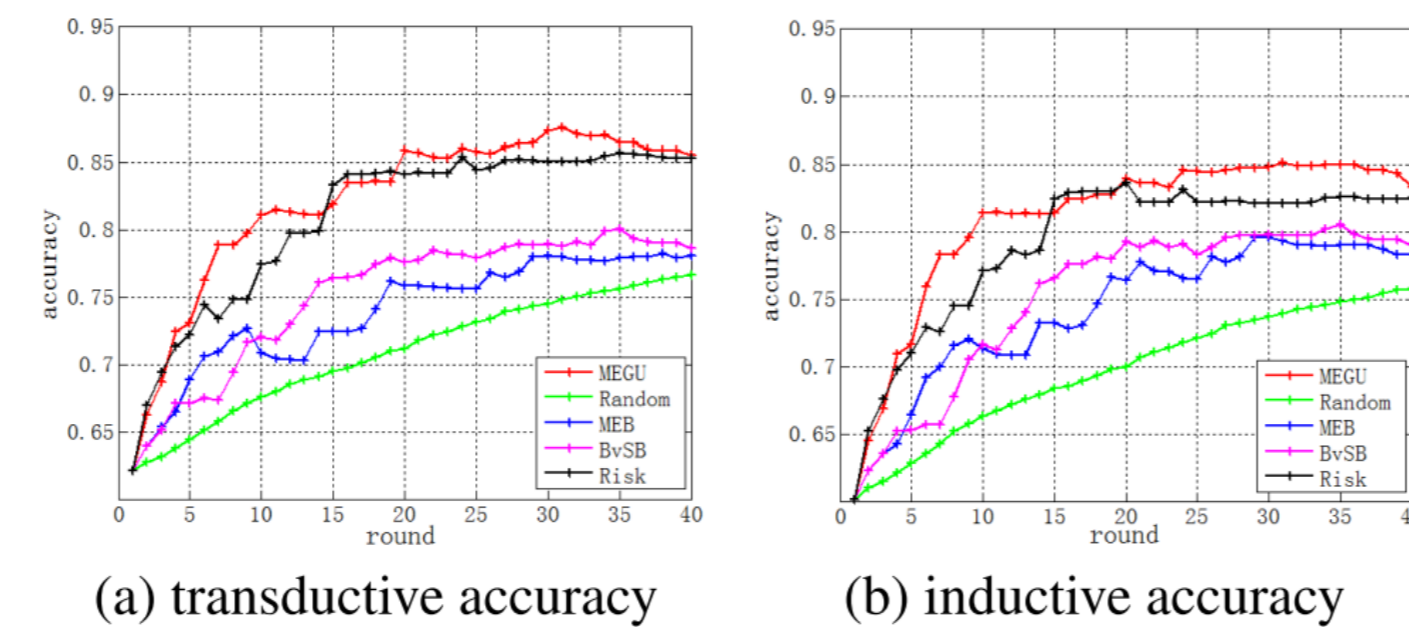 0.95
0.9
0.85
0.8
0.75
0.7
0.65
accuracy
MEGU
Random
MEB
BvSB
Risk
0 5 10 15 20 25 30 35 40
round
(a) transductive accuracy
0.95
0.9
0.85
0.8
0.75
0.7
0.65
accuracy
MEGU
Random
MEB
BvSB
Risk
0 5 10 15 20 25 30 35
round
(b) inductive accuracy